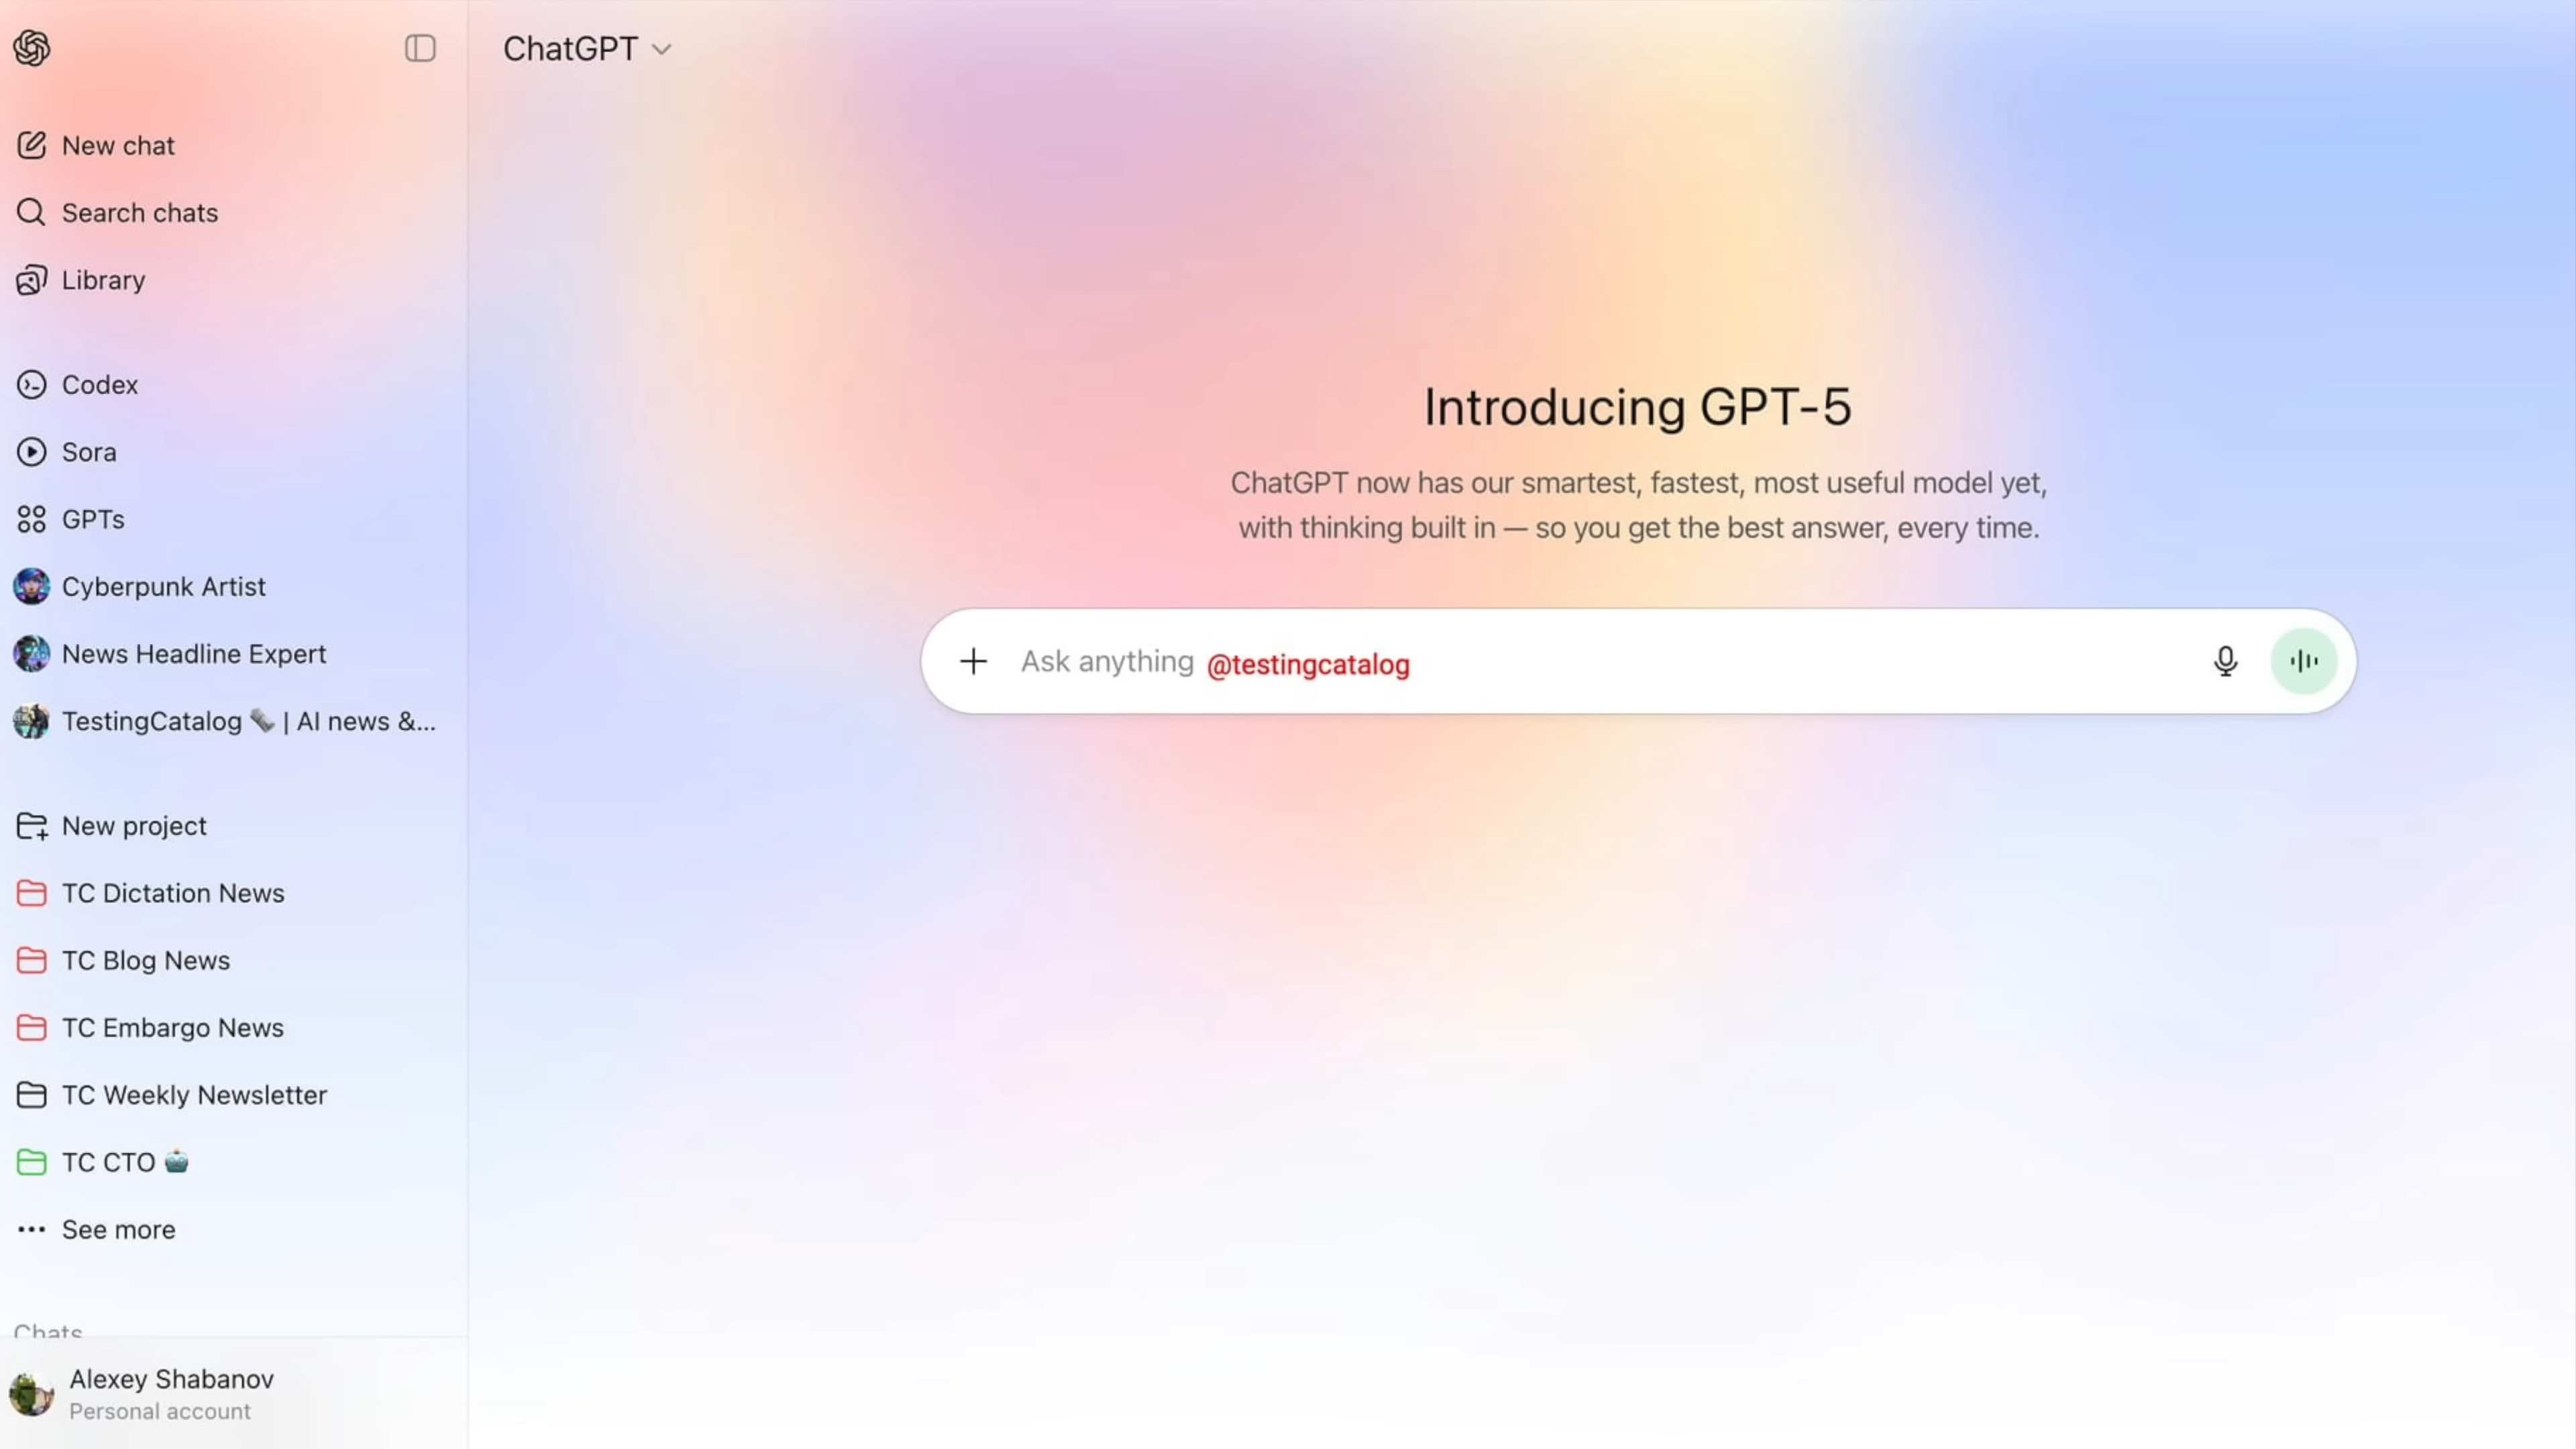 ChatGPT
New chat
Search chats
Library
Codex
Sora
GPTs
Cyberpunk Artist
News Headline Expert
TestingCatalog 🗞️ | AI news &...
New project
TC Dictation News
TC Blog News
TC Embargo News
TC Weekly Newsletter
TC CTO 🤖
See more
Chats
Alexey Shabanov
Personal account
Introducing GPT-5
ChatGPT now has our smartest, fastest, most useful model yet,
with thinking built in — so you get the best answer, every time.
Ask anything @testingcatalog